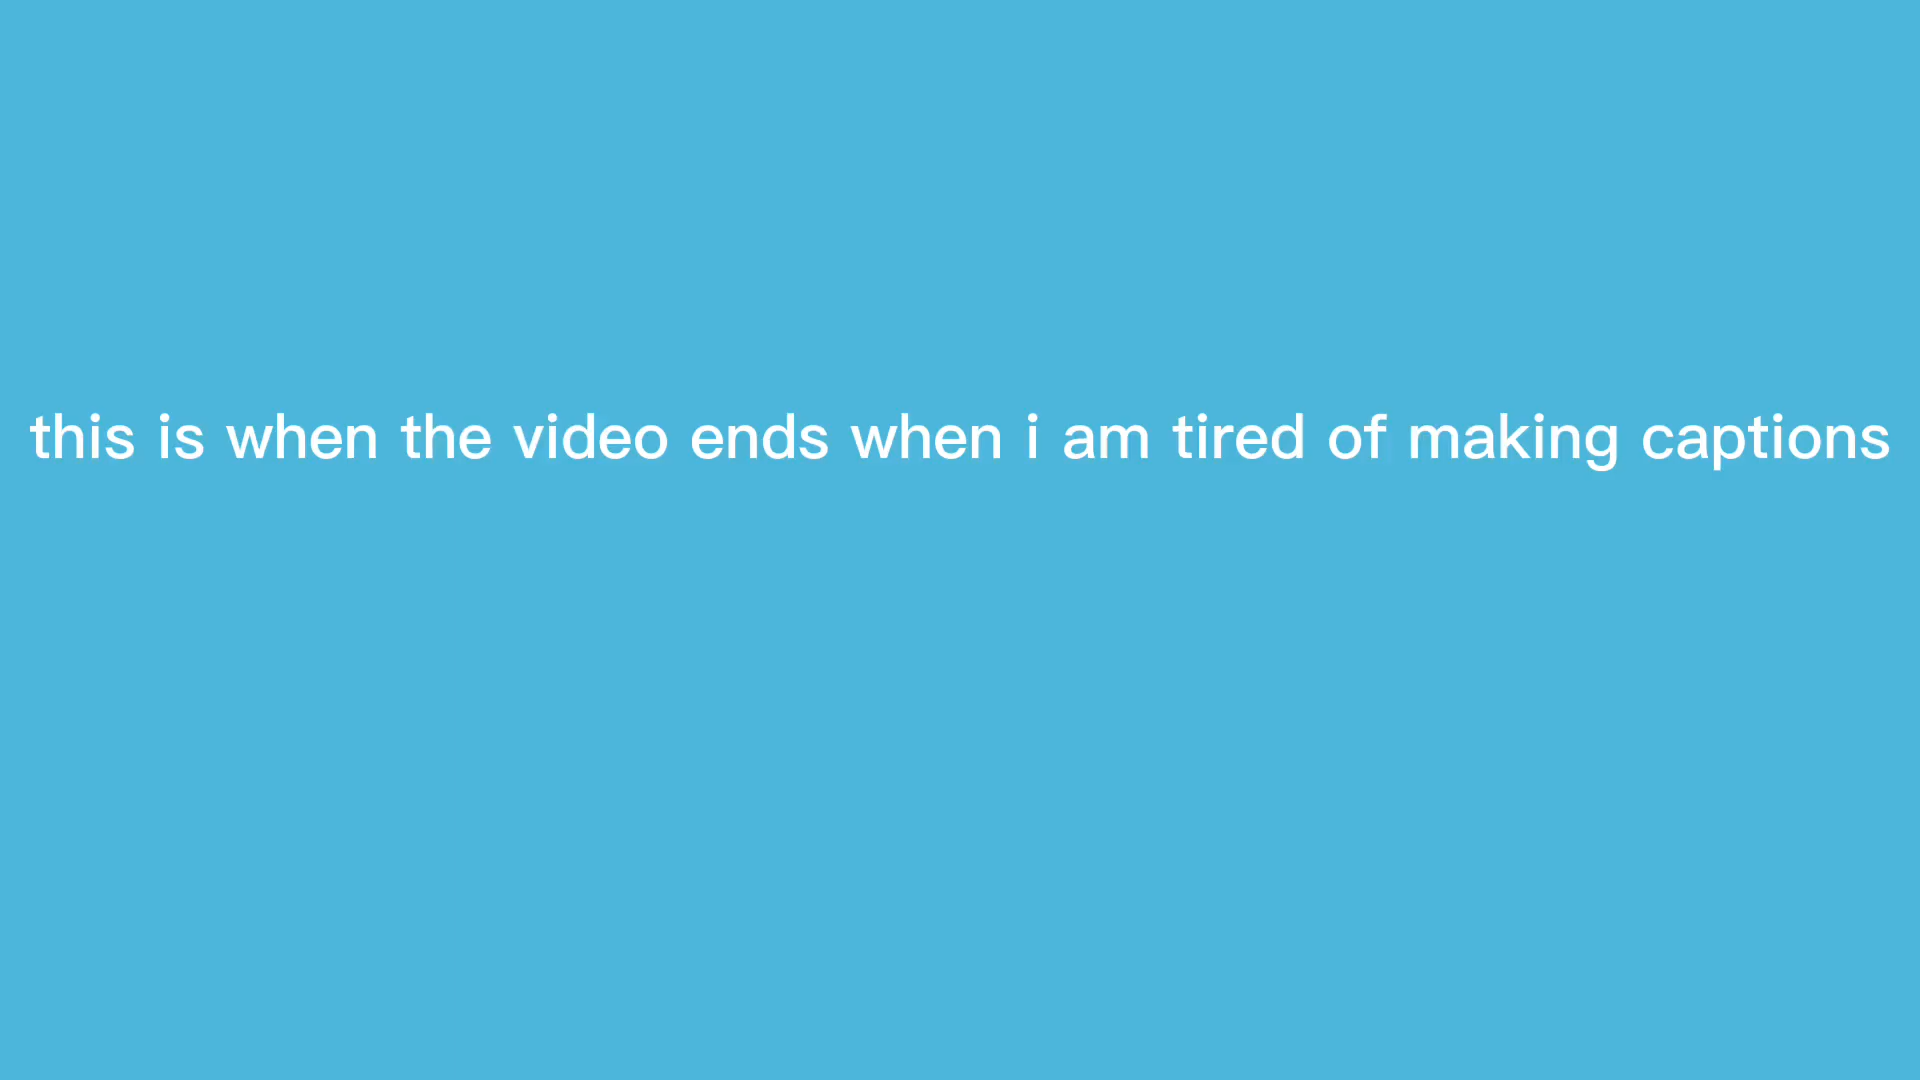 this is when the video ends when i am tired of making captions